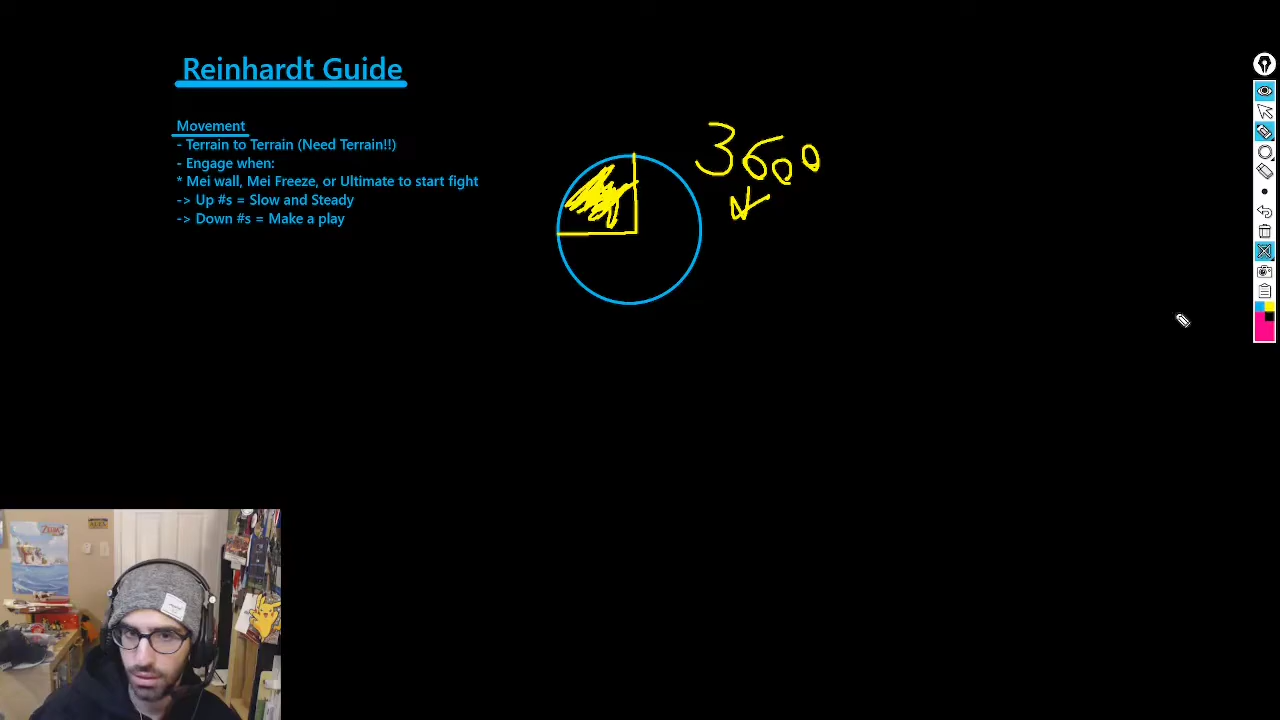 Reinhardt Guide
Movement
- Terrain to Terrain (Need Terrain!!)
- Engage when:
* Mei wall, Mei Freeze, or Ultimate to start fight
-> Up #s = Slow and Steady
-> Down #s = Make a play
3600
ZELDA